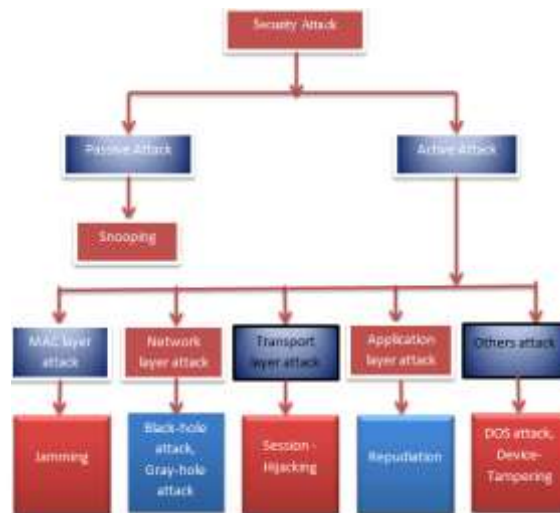 Security Attack
Passive Attack
Active Attack
Snooping
MAC layer
attack
Network
layer attack
Transport
layer attack
Application
layer attack
Others attack
Jamming
Black-hole
attack,
Gray-hole
attack
Session -
Hijacking
Repudiation
DOS attack,
Device-
Tampering